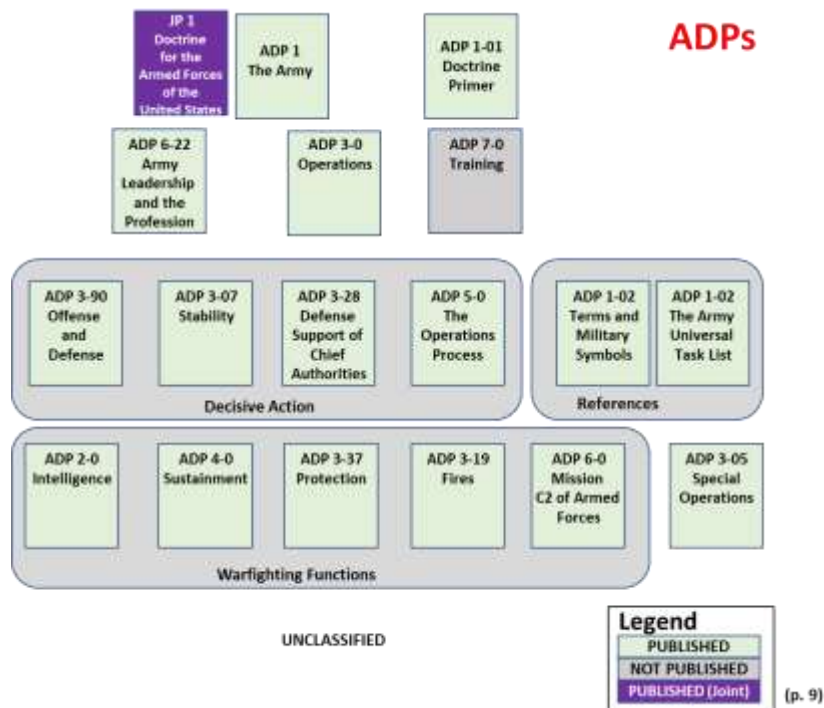 ADPs
JP 1
Doctrine
for the
Armed Forces
of the
United States
ADP 1
The Army
ADP 1-01
Doctrine
Primer
ADP 6-22
Army
Leadership
and the
Profession
ADP 3-0
Operations
ADP 7-0
Training
ADP 3-90
Offense
and
Defense
ADP 3-07
Stability
ADP 3-28
Defense
Support of
Chief
Authorities
ADP 5-0
The
Operations
Process
Decisive Action
ADP 1-02
Terms and
Military
Symbols
ADP 1-02
The Army
Universal
Task List
References
ADP 2-0
Intelligence
ADP 4-0
Sustainment
ADP 3-37
Protection
ADP 3-19
Fires
ADP 6-0
Mission
C2 of Armed
Forces
Warfighting Functions
ADP 3-05
Special
Operations
UNCLASSIFIED
Legend
PUBLISHED
NOT PUBLISHED
PUBLISHED (Joint)
(p. 9)